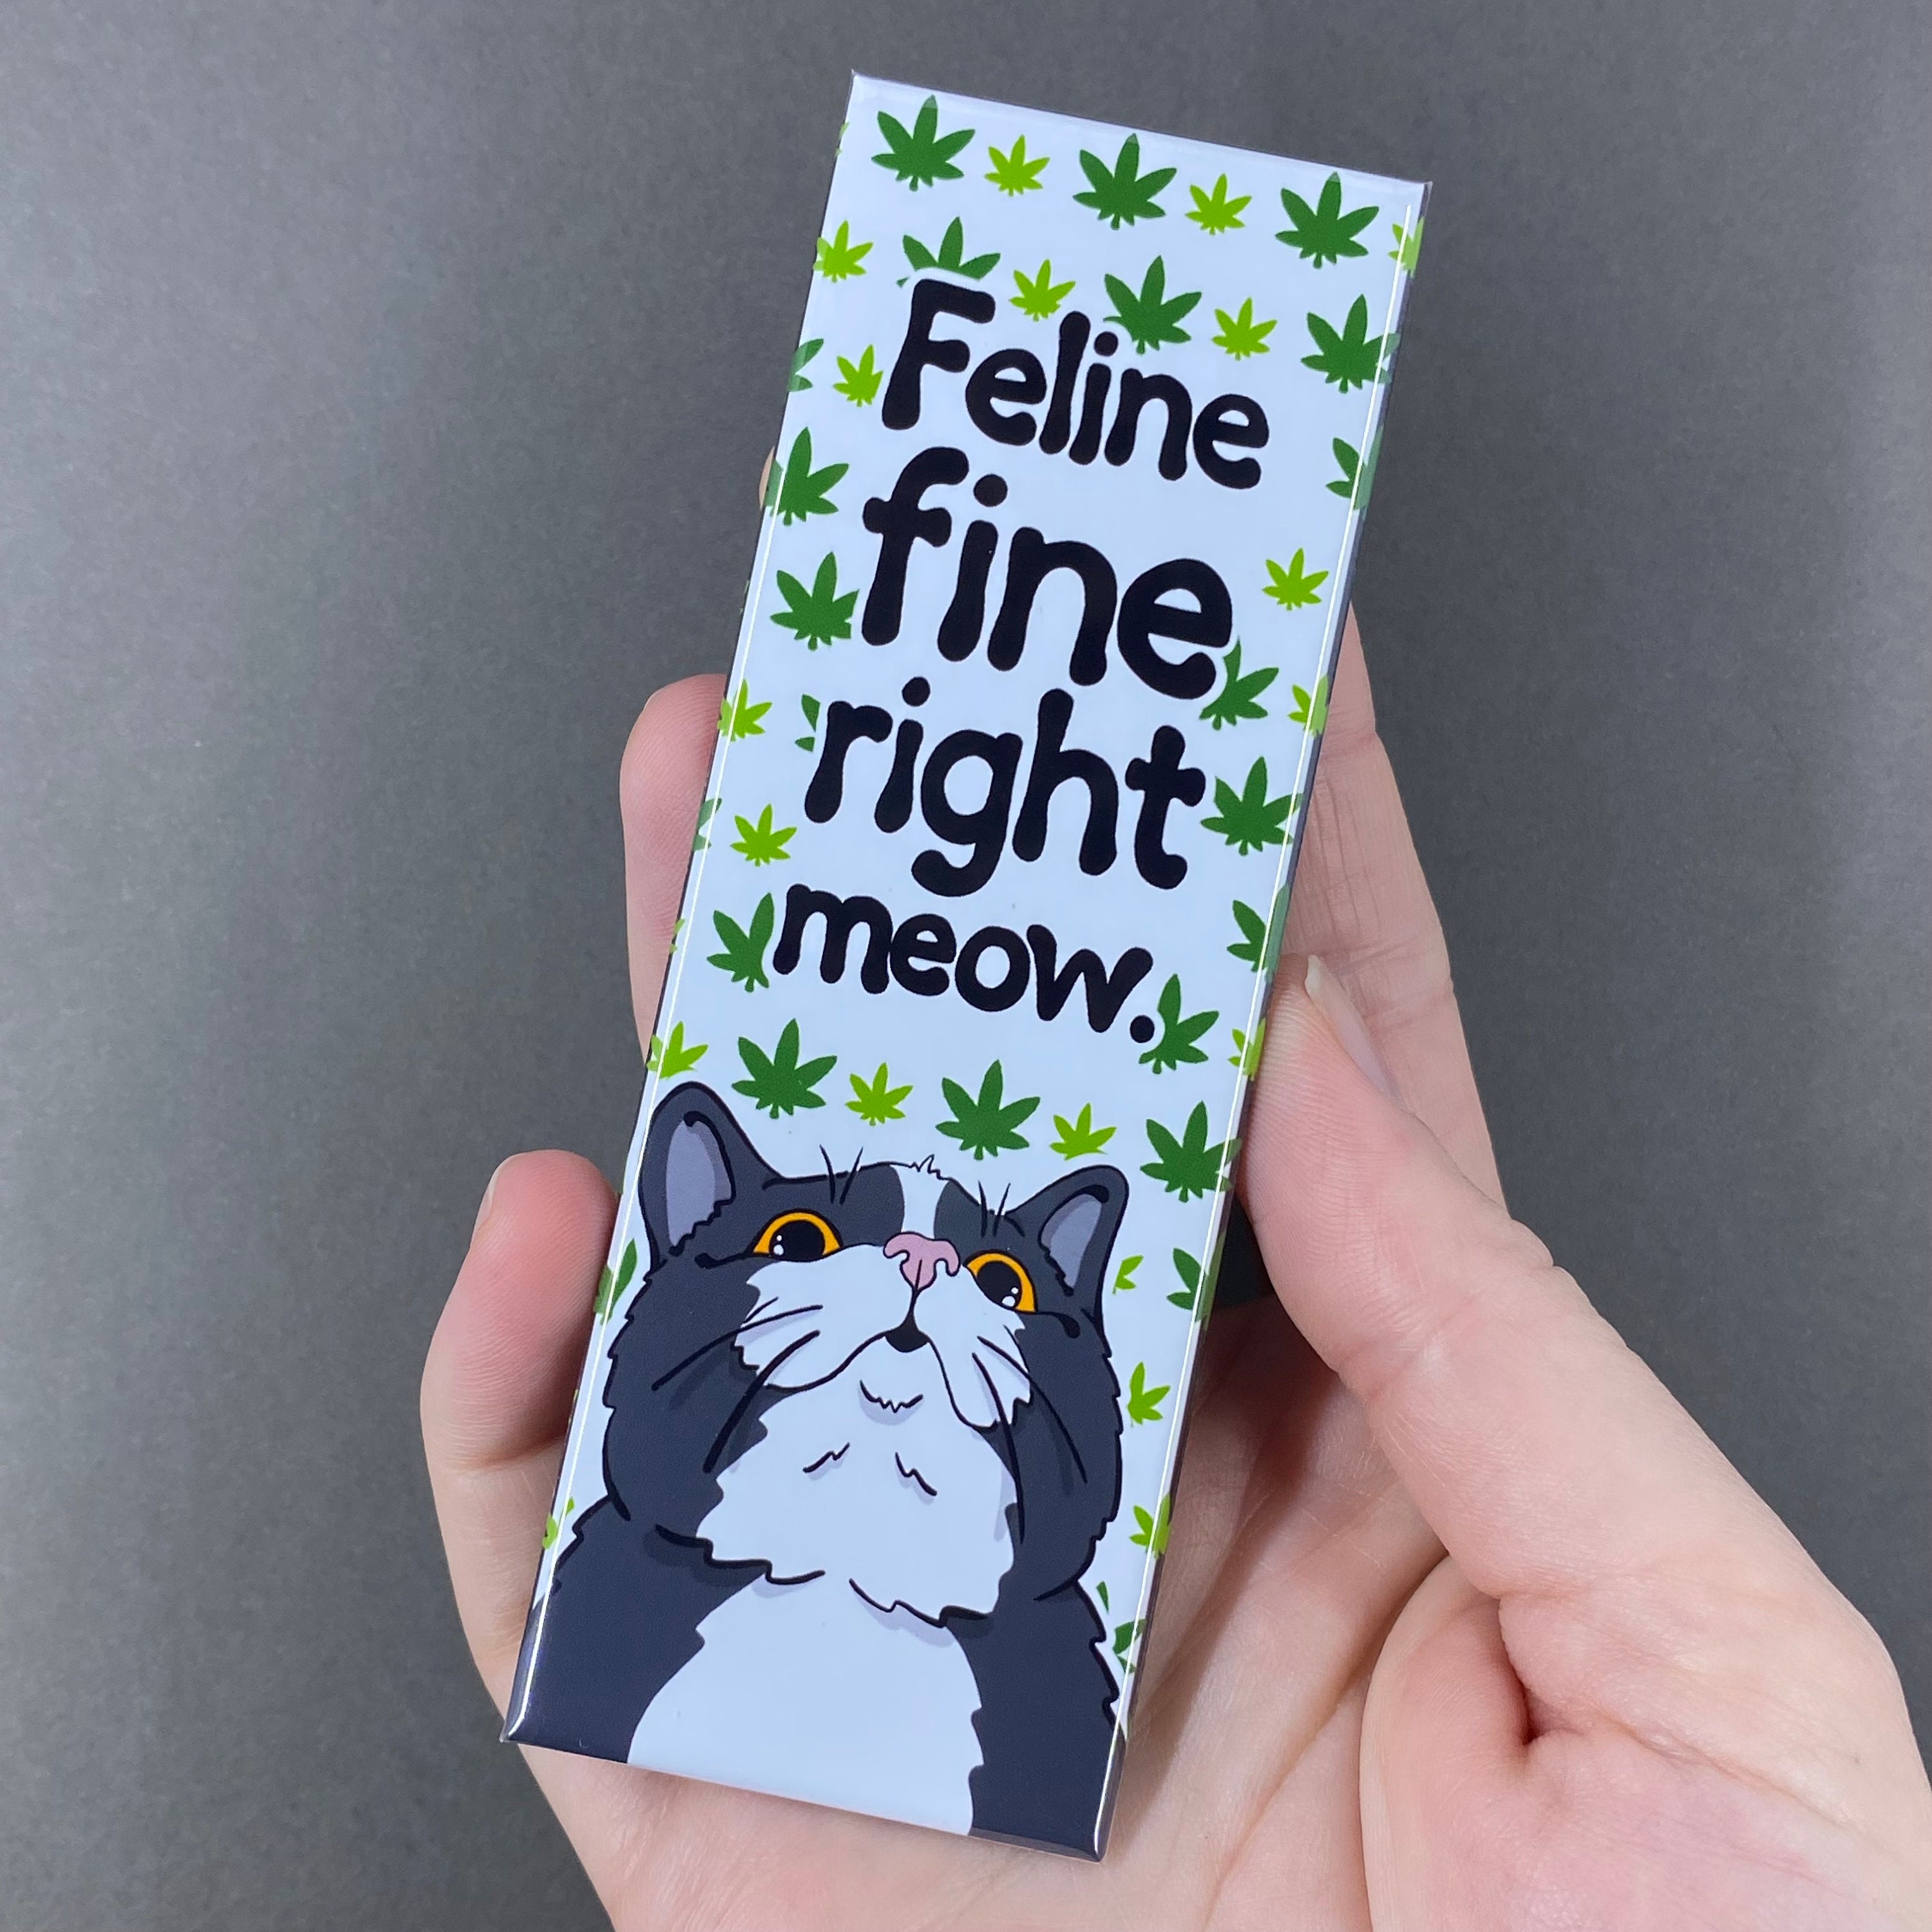 Feline
fine
right
meow.